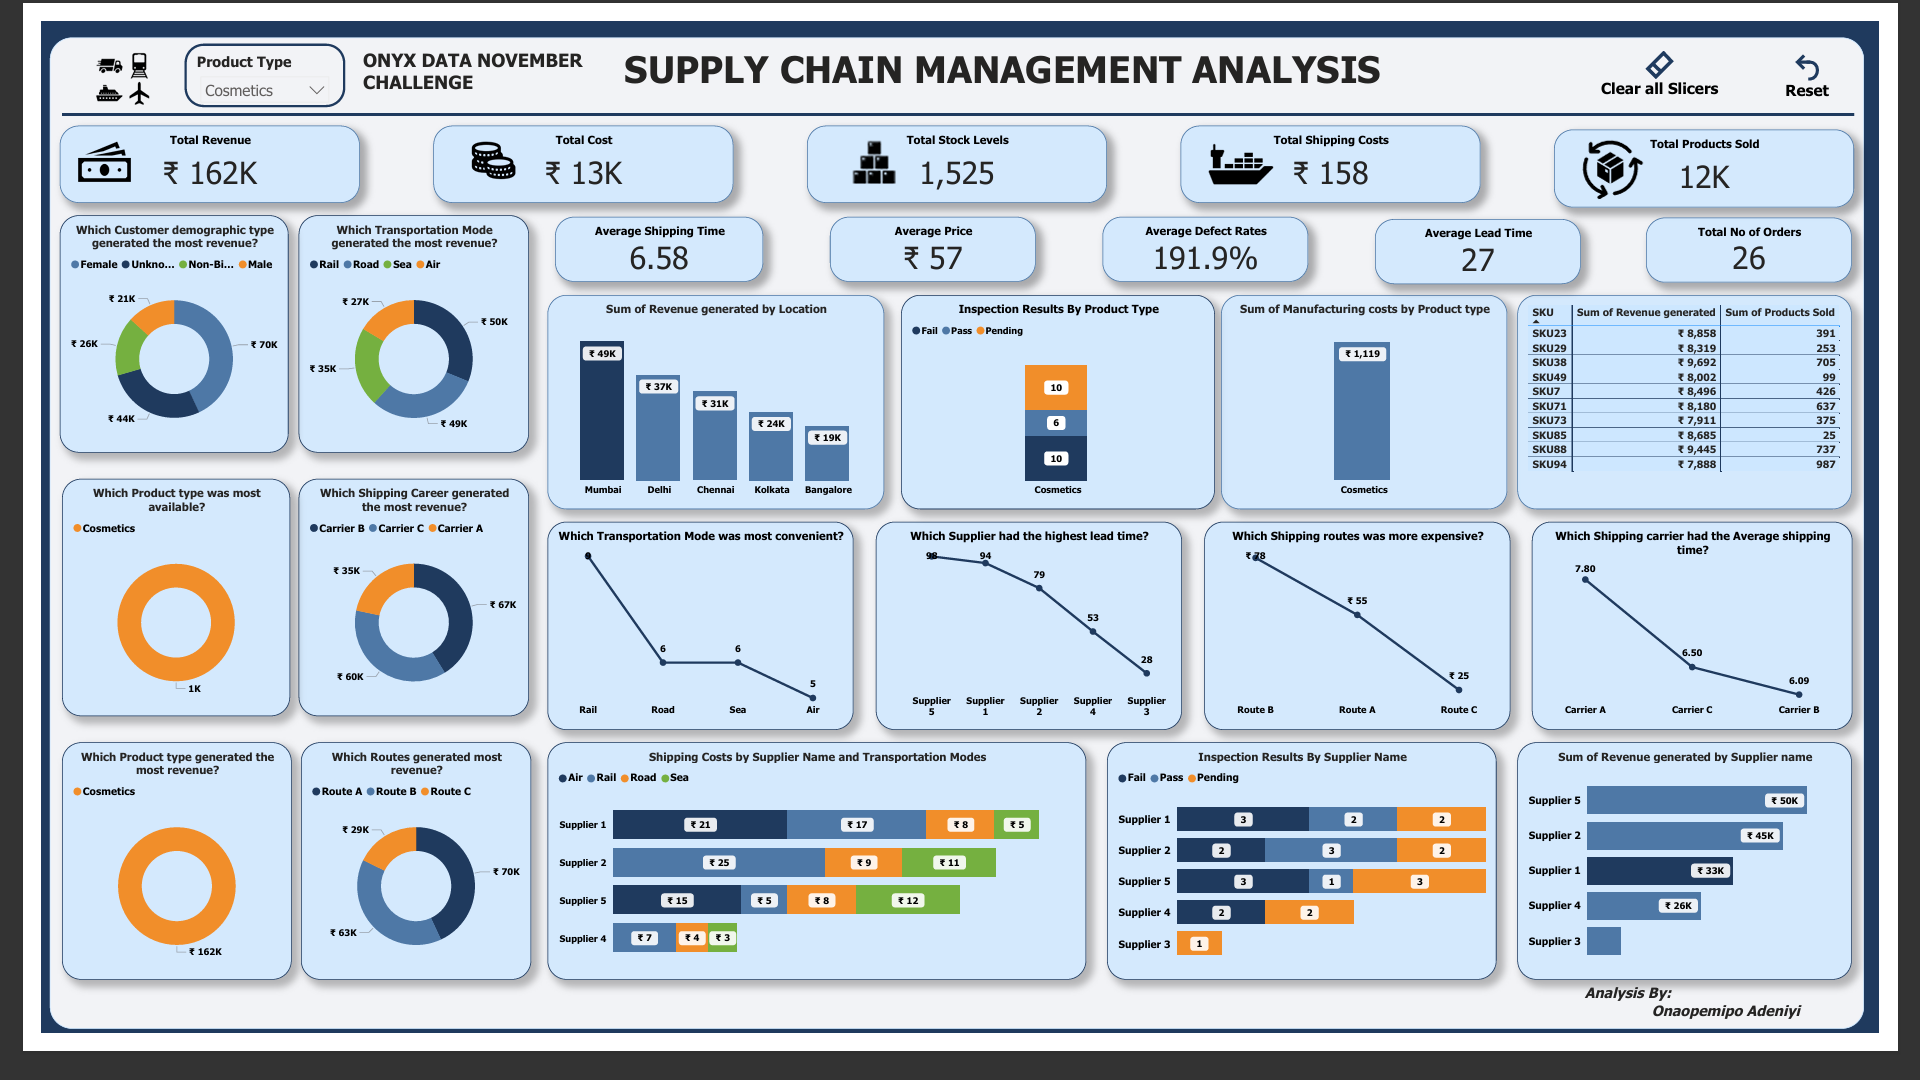 Product Type
Cosmetics
ONYX DATA NOVEMBER
CHALLENGE
SUPPLY CHAIN MANAGEMENT ANALYSIS
Clear all Slicers
Reset
Total Revenue
₹ 162K
Total Cost
₹ 13K
Total Stock Levels
1,525
Total Shipping Costs
₹ 158
Total Products Sold
12K
Which Customer demographic type
generated the most revenue?
Female Unkno... Non-Bi... Male
₹ 21K
₹ 26K
₹ 70K
₹ 44K
Which Transportation Mode
generated the most revenue?
Rail Road Sea Air
₹ 27K
₹ 50K
₹ 35K
₹ 49K
Average Shipping Time
6.58
Average Price
₹ 57
Average Defect Rates
191.9%
Average Lead Time
27
Total No of Orders
26
Sum of Revenue generated by Location
₹ 49K
₹ 37K
₹ 31K
₹ 24K
₹ 19K
Mumbai Delhi Chennai Kolkata Bangalore
Inspection Results By Product Type
Fail Pass Pending
10
6
10
Cosmetics
Sum of Manufacturing costs by Product type
₹ 1,119
Cosmetics
SKU Sum of Revenue generated Sum of Products Sold
SKU23 ₹ 8,858 391
SKU29 ₹ 8,319 253
SKU38 ₹ 9,692 705
SKU49 ₹ 8,002 99
SKU7 ₹ 8,496 426
SKU71 ₹ 8,180 637
SKU73 ₹ 7,911 375
SKU85 ₹ 8,685 25
SKU88 ₹ 9,445 737
SKU94 ₹ 7,888 987
Which Product type was most
available?
Cosmetics
1K
Which Shipping Career generated
the most revenue?
Carrier B Carrier C Carrier A
₹ 35K
₹ 67K
₹ 60K
Which Transportation Mode was most convenient?
6
6
5
Rail Road Sea Air
Which Supplier had the highest lead time?
98
94
79
53
28
Supplier Supplier Supplier Supplier Supplier
5 1 2 4 3
Which Shipping routes was more expensive?
₹ 78
₹ 55
₹ 25
Route B Route A Route C
Which Shipping carrier had the Average shipping
time?
7.80
6.50
6.09
Carrier A Carrier C Carrier B
Which Product type generated the
most revenue?
Cosmetics
₹ 162K
Which Routes generated most
revenue?
Route A Route B Route C
₹ 29K
₹ 70K
₹ 63K
Shipping Costs by Supplier Name and Transportation Modes
Air Rail Road Sea
Supplier 1 ₹ 21 ₹ 17 ₹ 8 ₹ 5
Supplier 2 ₹ 25 ₹ 9 ₹ 11
Supplier 5 ₹ 15 ₹ 5 ₹ 8 ₹ 12
Supplier 4 ₹ 7 ₹ 4 ₹ 3
Inspection Results By Supplier Name
Fail Pass Pending
Supplier 1 3 2 2
Supplier 2 2 3 2
Supplier 5 3 1 3
Supplier 4 2 2
Supplier 3 1
Sum of Revenue generated by Supplier name
Supplier 5 ₹ 50K
Supplier 2 ₹ 45K
Supplier 1 ₹ 33K
Supplier 4 ₹ 26K
Supplier 3
Analysis By:
Onaopemipo Adeniyi